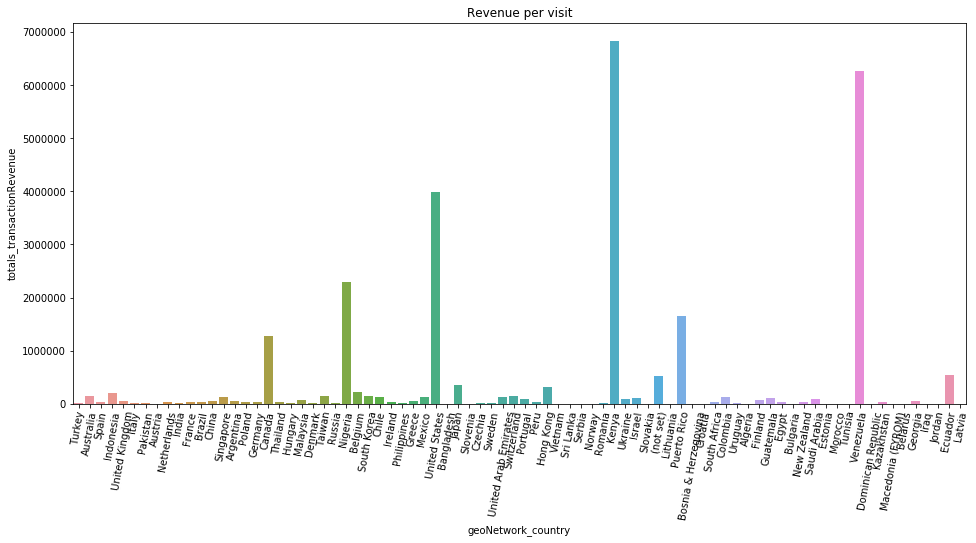 Revenue per visit
totals_transactionRevenue
7000000
6000000
5000000
4000000
3000000
2000000
1000000
0
Turkey
Australia
Spain
Indonesia
United Kingdom
Italy
Pakistan
Austria
Netherlands
India
France
Brazil
China
Singapore
Argentina
Poland
Germany
Canada
Thailand
Hungary
Malaysia
Denmark
Taiwan
Russia
Nigeria
Belgium
South Korea
Chile
Ireland
Philippines
Greece
Mexico
United States
Bangladesh
Japan
Slovenia
Czechia
Sweden
United Arab Emirates
Switzerland
Portugal
Peru
Hong Kong
Vietnam
Sri Lanka
Serbia
Norway
Romania
Kenya
Ukraine
Israel
Slovakia
(not set)
Lithuania
Puerto Rico
Bosnia & Herzegovina
Croatia
South Africa
Colombia
Uruguay
Algeria
Finland
Guatemala
Egypt
Bulgaria
New Zealand
Saudi Arabia
Estonia
Morocco
Tunisia
Venezuela
Dominican Republic
Kazakhstan
Macedonia (FYROM)
Belarus
Georgia
Iraq
Jordan
Ecuador
Latvia
geoNetwork_country